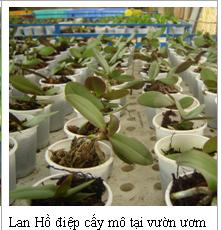 Lan Hồ điệp cấy mô tại vườn ươm